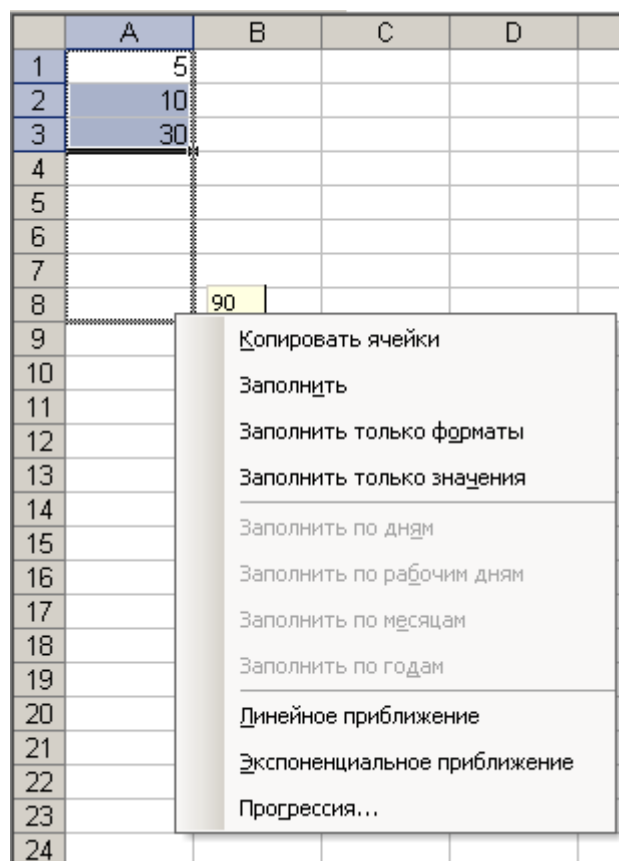 A B C D
1 5
2 10
3 30
4
5
6
7
8 90
9 Копировать ячейки
10 Заполнить
11
12 Заполнить только форматы
13 Заполнить только значения
14
15 Заполнить по дням
16 Заполнить по рабочим дням
17 Заполнить по месяцам
18
19 Заполнить по годам
20 Линейное приближение
21
22 Экспоненциальное приближение
23 Прогрессия...
24